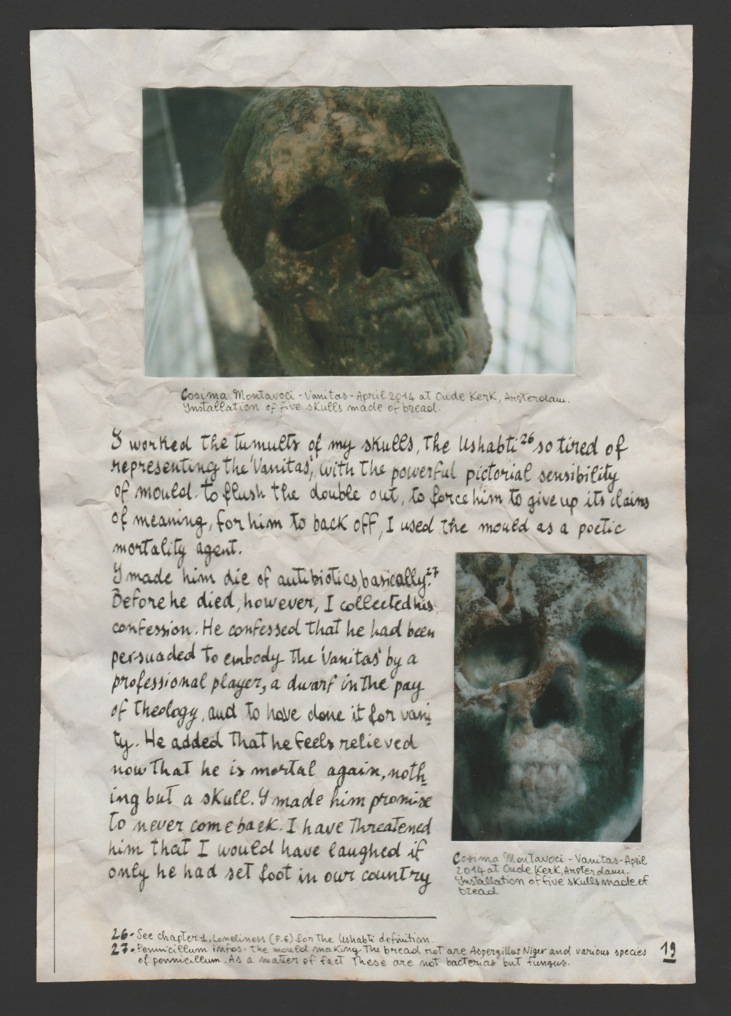 Cosima Montavoci - Vanitas - April 2014 at Oude Kerk, Amsterdam.
Installation of five skulls made of bread.
I worked the tumults of my skulls, the Ushabti²⁶ so tired of
representing the 'Vanitas', with the powerful pictorial sensibility
of mould. to flush the double out, to force him to give up its claims
of meaning, for him to back off, I used the mould as a poetic
mortality agent.
I made him die of antibiotics, basically.²⁷
Before he died, however, I collected his
confession. He confessed that he had been
persuaded to embody the 'Vanitas' by a
professional player, a dwarf in the pay
of theology, and to have done it for vani
ty. He added that he feels relieved
now that he is mortal again, noth
ing but a skull. I made him promise
to never come back. I have threatened
him that I would have laughed if
only he had set foot in our country
Cosima Montavoci - Vanitas - April
2014 at Oude Kerk, Amsterdam.
Installation of five skulls made of
bread
26- See chapter 1, Loneliness (P.6) for the Ushabti definition.
27- Pennicillum infos: the mould making the bread rot are Aspergillus Niger and various species
of pennicillum. As a matter of fact these are not bacterias but fungus.
19